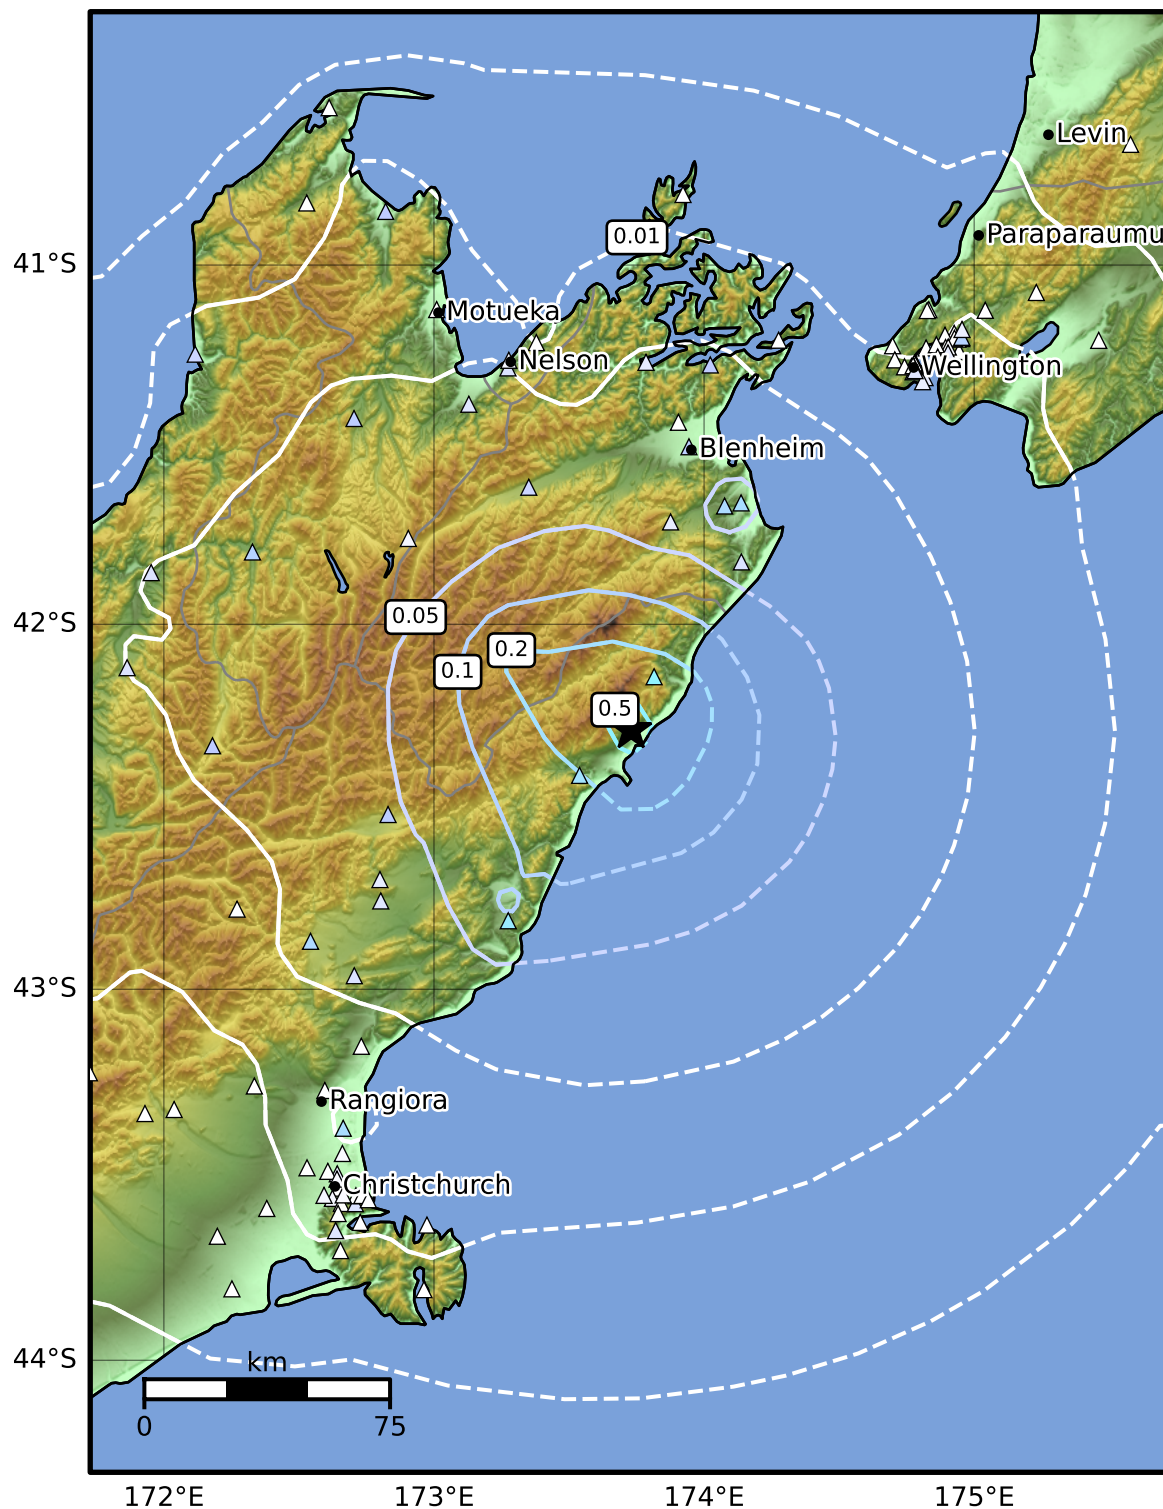 Levin
Paraparaumu
0.01
41°S
Motueka
Nelson
Wellington
Blenheim
0.05
42°S
0.2
0.1
0.5
43°S
Rangiora
Christchurch
44°S
km
0
75
172°E
173°E
174°E
175°E